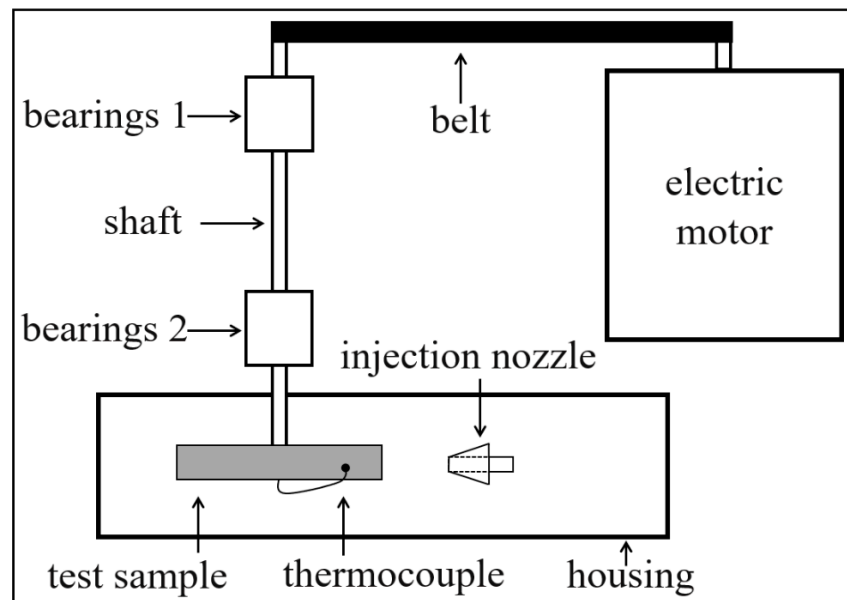 bearings 1
belt
electric
motor
shaft
bearings 2
injection nozzle
test sample
thermocouple
housing